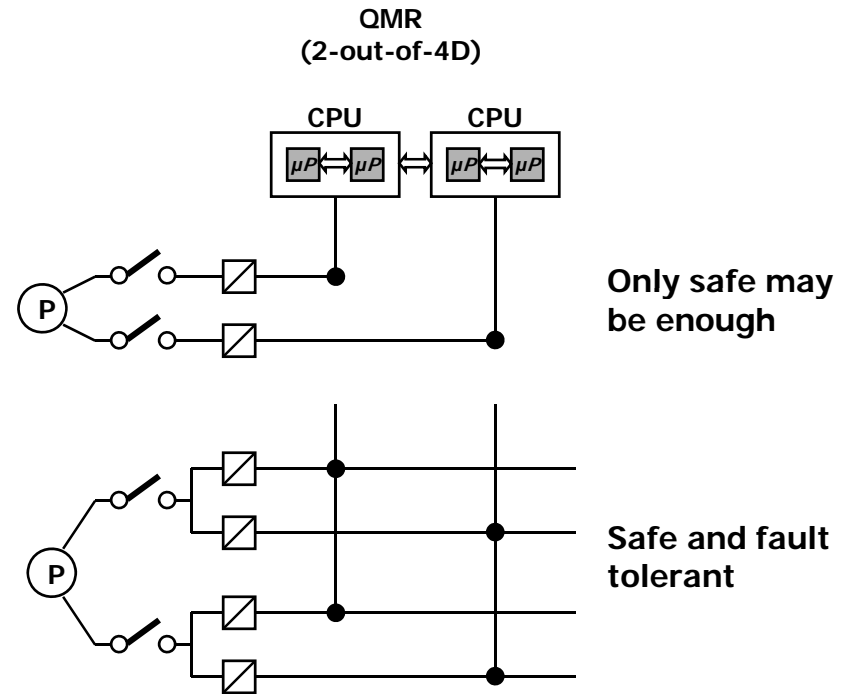 QMR
(2-out-of-4D)
CPU CPU
µP µP µP µP
Only safe may
be enough
P
Safe and fault
tolerant
P